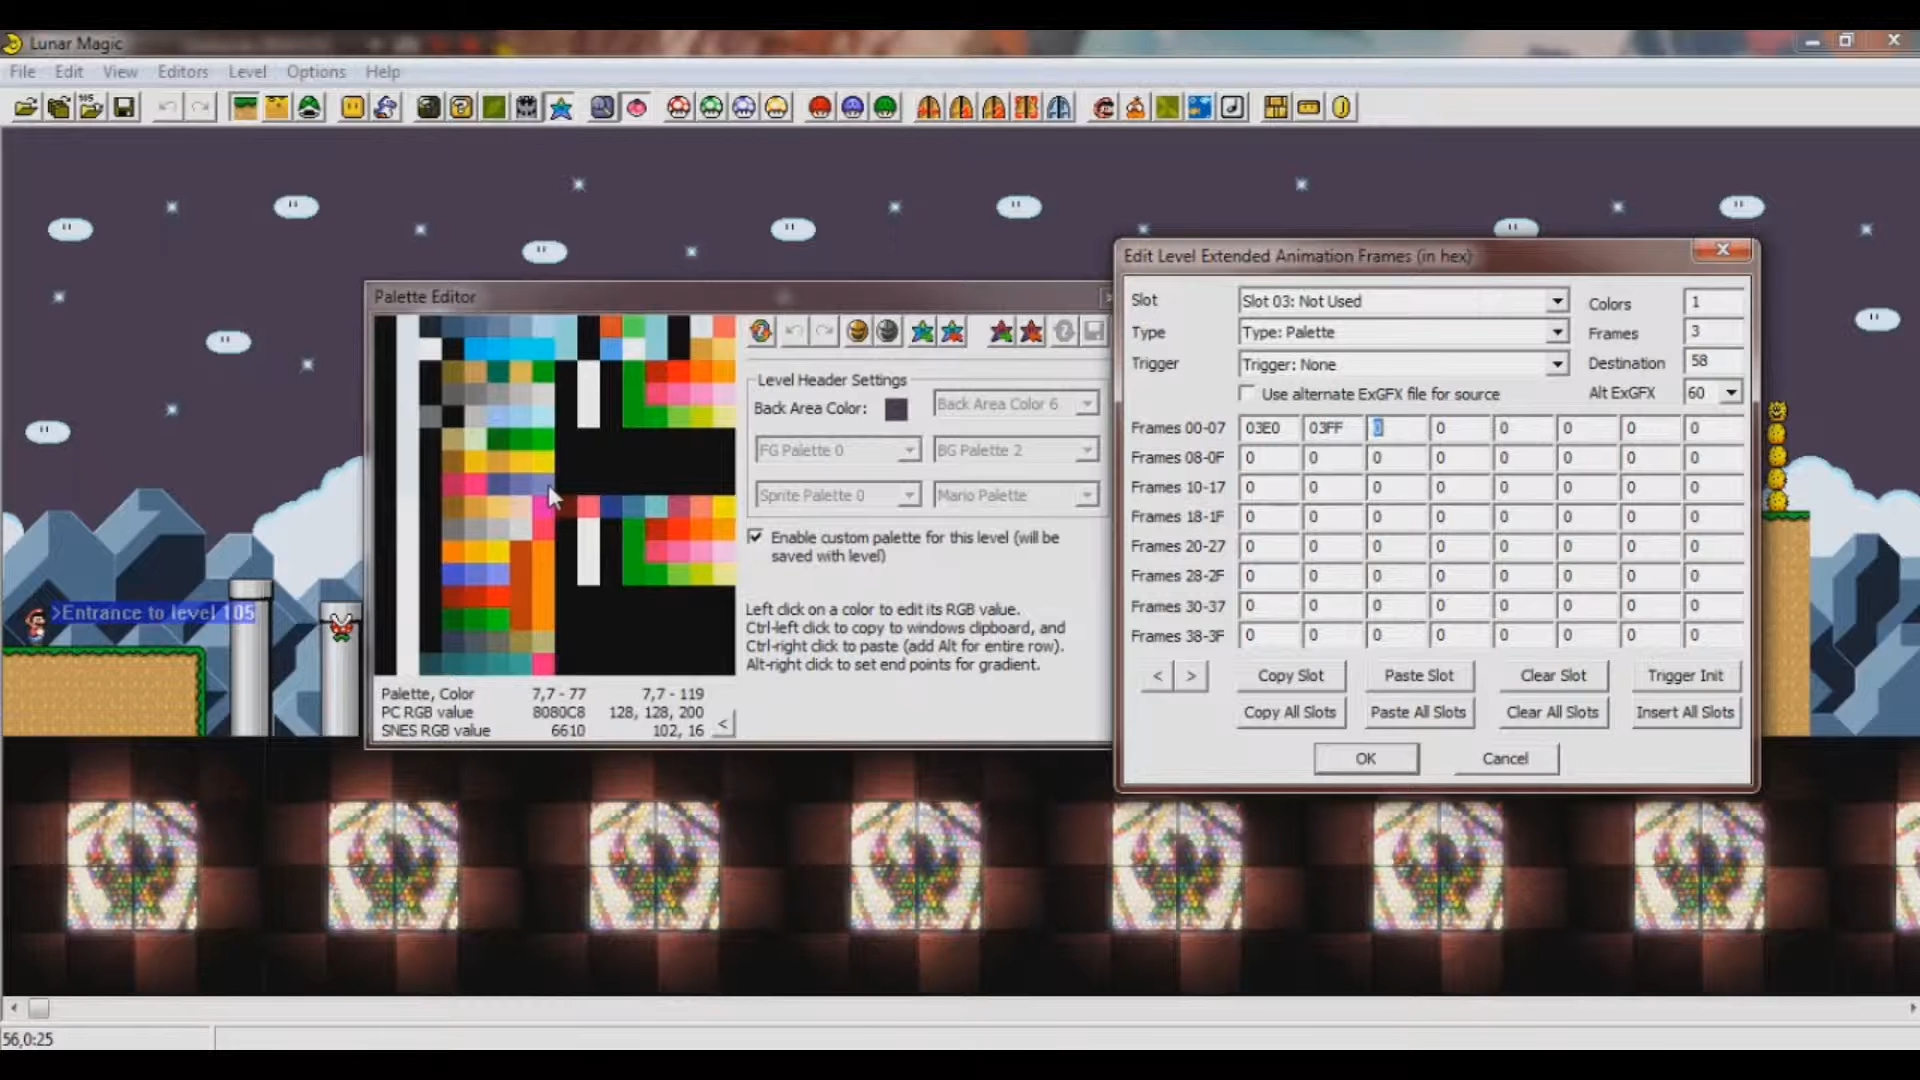 Lunar Magic
File Edit View Editors Level Options Help
Palette Editor
Level Header Settings
Back Area Color: Back Area Color 6
FG Palette 0 BG Palette 2
Sprite Palette 0 Mario Palette
Enable custom palette for this level (will be
saved with level)
Left click on a color to edit its RGB value.
Ctrl-left click to copy to windows clipboard, and
Ctrl-right click to paste (add Alt for entire row).
Alt-right click to set end points for gradient.
Palette, Color 7,7 - 77 7,7 - 119
PC RGB value 8080C8 128, 128, 200
SNES RGB value 6610 102, 16 <
Edit Level Extended Animation Frames (in hex)
Slot Slot 03: Not Used Colors 1
Type Type: Palette Frames 3
Trigger Trigger: None Destination 58
Use alternate ExGFX file for source Alt ExGFX 60
Frames 00-07 03E0 03FF 0 0 0 0 0 0
Frames 08-0F 0 0 0 0 0 0 0 0
Frames 10-17 0 0 0 0 0 0 0 0
Frames 18-1F 0 0 0 0 0 0 0 0
Frames 20-27 0 0 0 0 0 0 0 0
Frames 28-2F 0 0 0 0 0 0 0 0
Frames 30-37 0 0 0 0 0 0 0 0
Frames 38-3F 0 0 0 0 0 0 0 0
< > Copy Slot Paste Slot Clear Slot Trigger Init
Copy All Slots Paste All Slots Clear All Slots Insert All Slots
OK Cancel
>Entrance to level 105
56,0:25